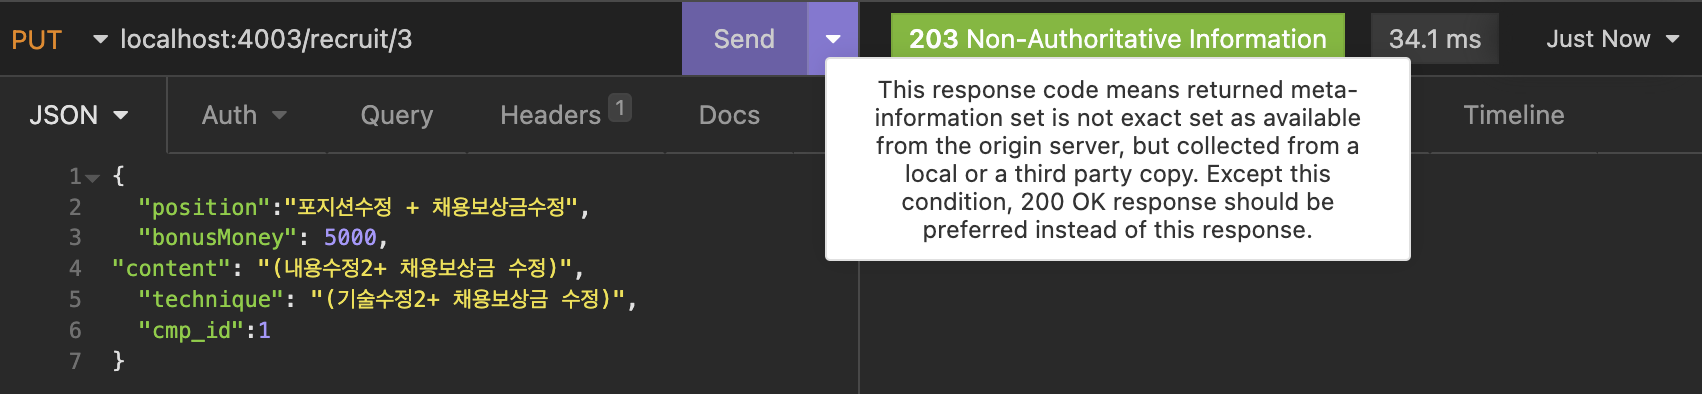 PUT localhost:4003/recruit/3 Send 203 Non-Authoritative Information 34.1 ms Just Now
JSON Auth Query Headers 1 Docs Timeline
This response code means returned meta-
information set is not exact set as available
from the origin server, but collected from a
local or a third party copy. Except this
condition, 200 OK response should be
preferred instead of this response.
1 {
2 "position":"포지션수정 + 채용보상금수정",
3 "bonusMoney": 5000,
4 "content": "(내용수정2+ 채용보상금 수정)",
5 "technique": "(기술수정2+ 채용보상금 수정)",
6 "cmp_id":1
7 }